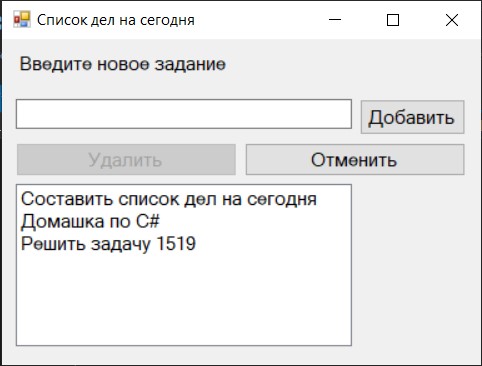 Список дел на сегодня
Введите новое задание
Добавить
Удалить
Отменить
Составить список дел на сегодня
Домашка по C#
Решить задачу 1519